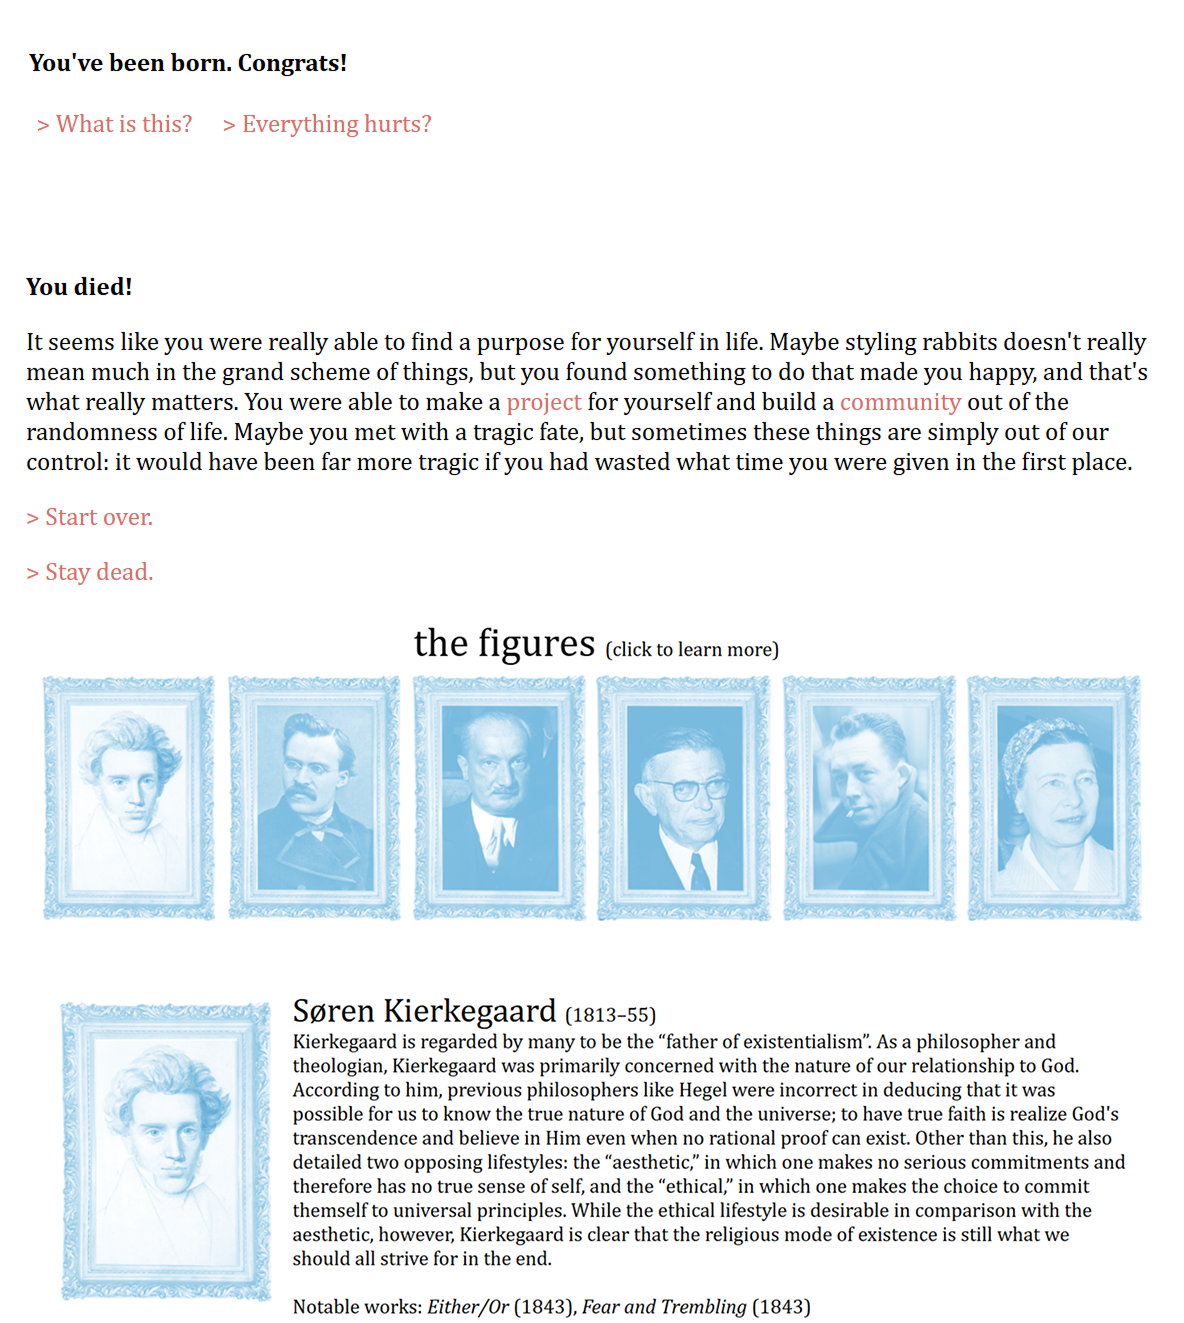 You've been born. Congrats!
> What is this? > Everything hurts?
You died!
It seems like you were really able to find a purpose for yourself in life. Maybe styling rabbits doesn't really
mean much in the grand scheme of things, but you found something to do that made you happy, and that's
what really matters. You were able to make a project for yourself and build a community out of the
randomness of life. Maybe you met with a tragic fate, but sometimes these things are simply out of our
control: it would have been far more tragic if you had wasted what time you were given in the first place.
> Start over.
> Stay dead.
the figures (click to learn more)
Søren Kierkegaard (1813–55)
Kierkegaard is regarded by many to be the “father of existentialism”. As a philosopher and
theologian, Kierkegaard was primarily concerned with the nature of our relationship to God.
According to him, previous philosophers like Hegel were incorrect in deducing that it was
possible for us to know the true nature of God and the universe; to have true faith is realize God's
transcendence and believe in Him even when no rational proof can exist. Other than this, he also
detailed two opposing lifestyles: the “aesthetic,” in which one makes no serious commitments and
therefore has no true sense of self, and the “ethical,” in which one makes the choice to commit
themself to universal principles. While the ethical lifestyle is desirable in comparison with the
aesthetic, however, Kierkegaard is clear that the religious mode of existence is still what we
should all strive for in the end.
Notable works: Either/Or (1843), Fear and Trembling (1843)